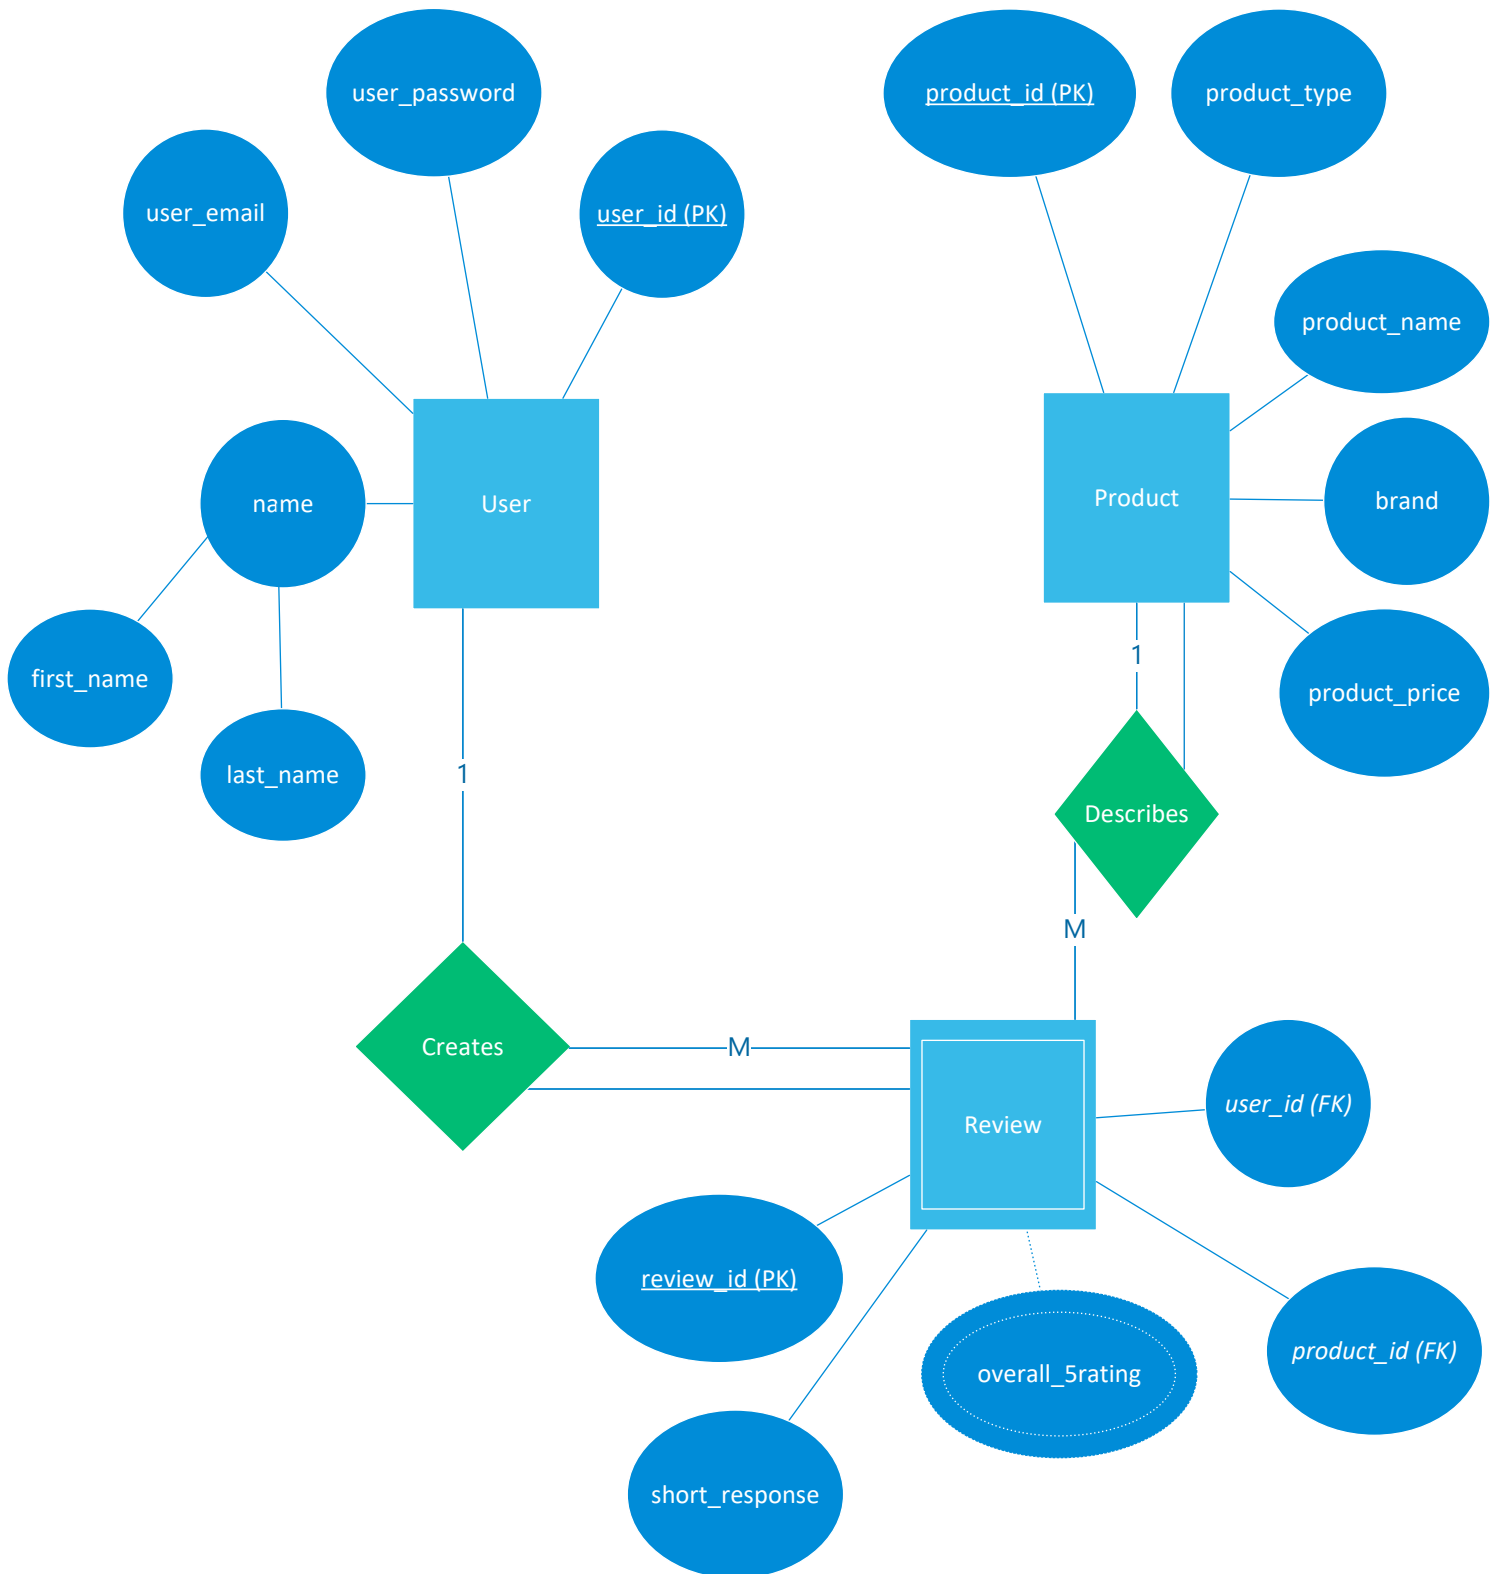 user_password
product_id (PK)
product_type
user_email
user_id (PK)
product_name
name
User
Product
brand
1
first_name
product_price
last_name
1
Describes
M
Creates
M
user_id (FK)
Review
review_id (PK)
product_id (FK)
overall_5rating
short_response